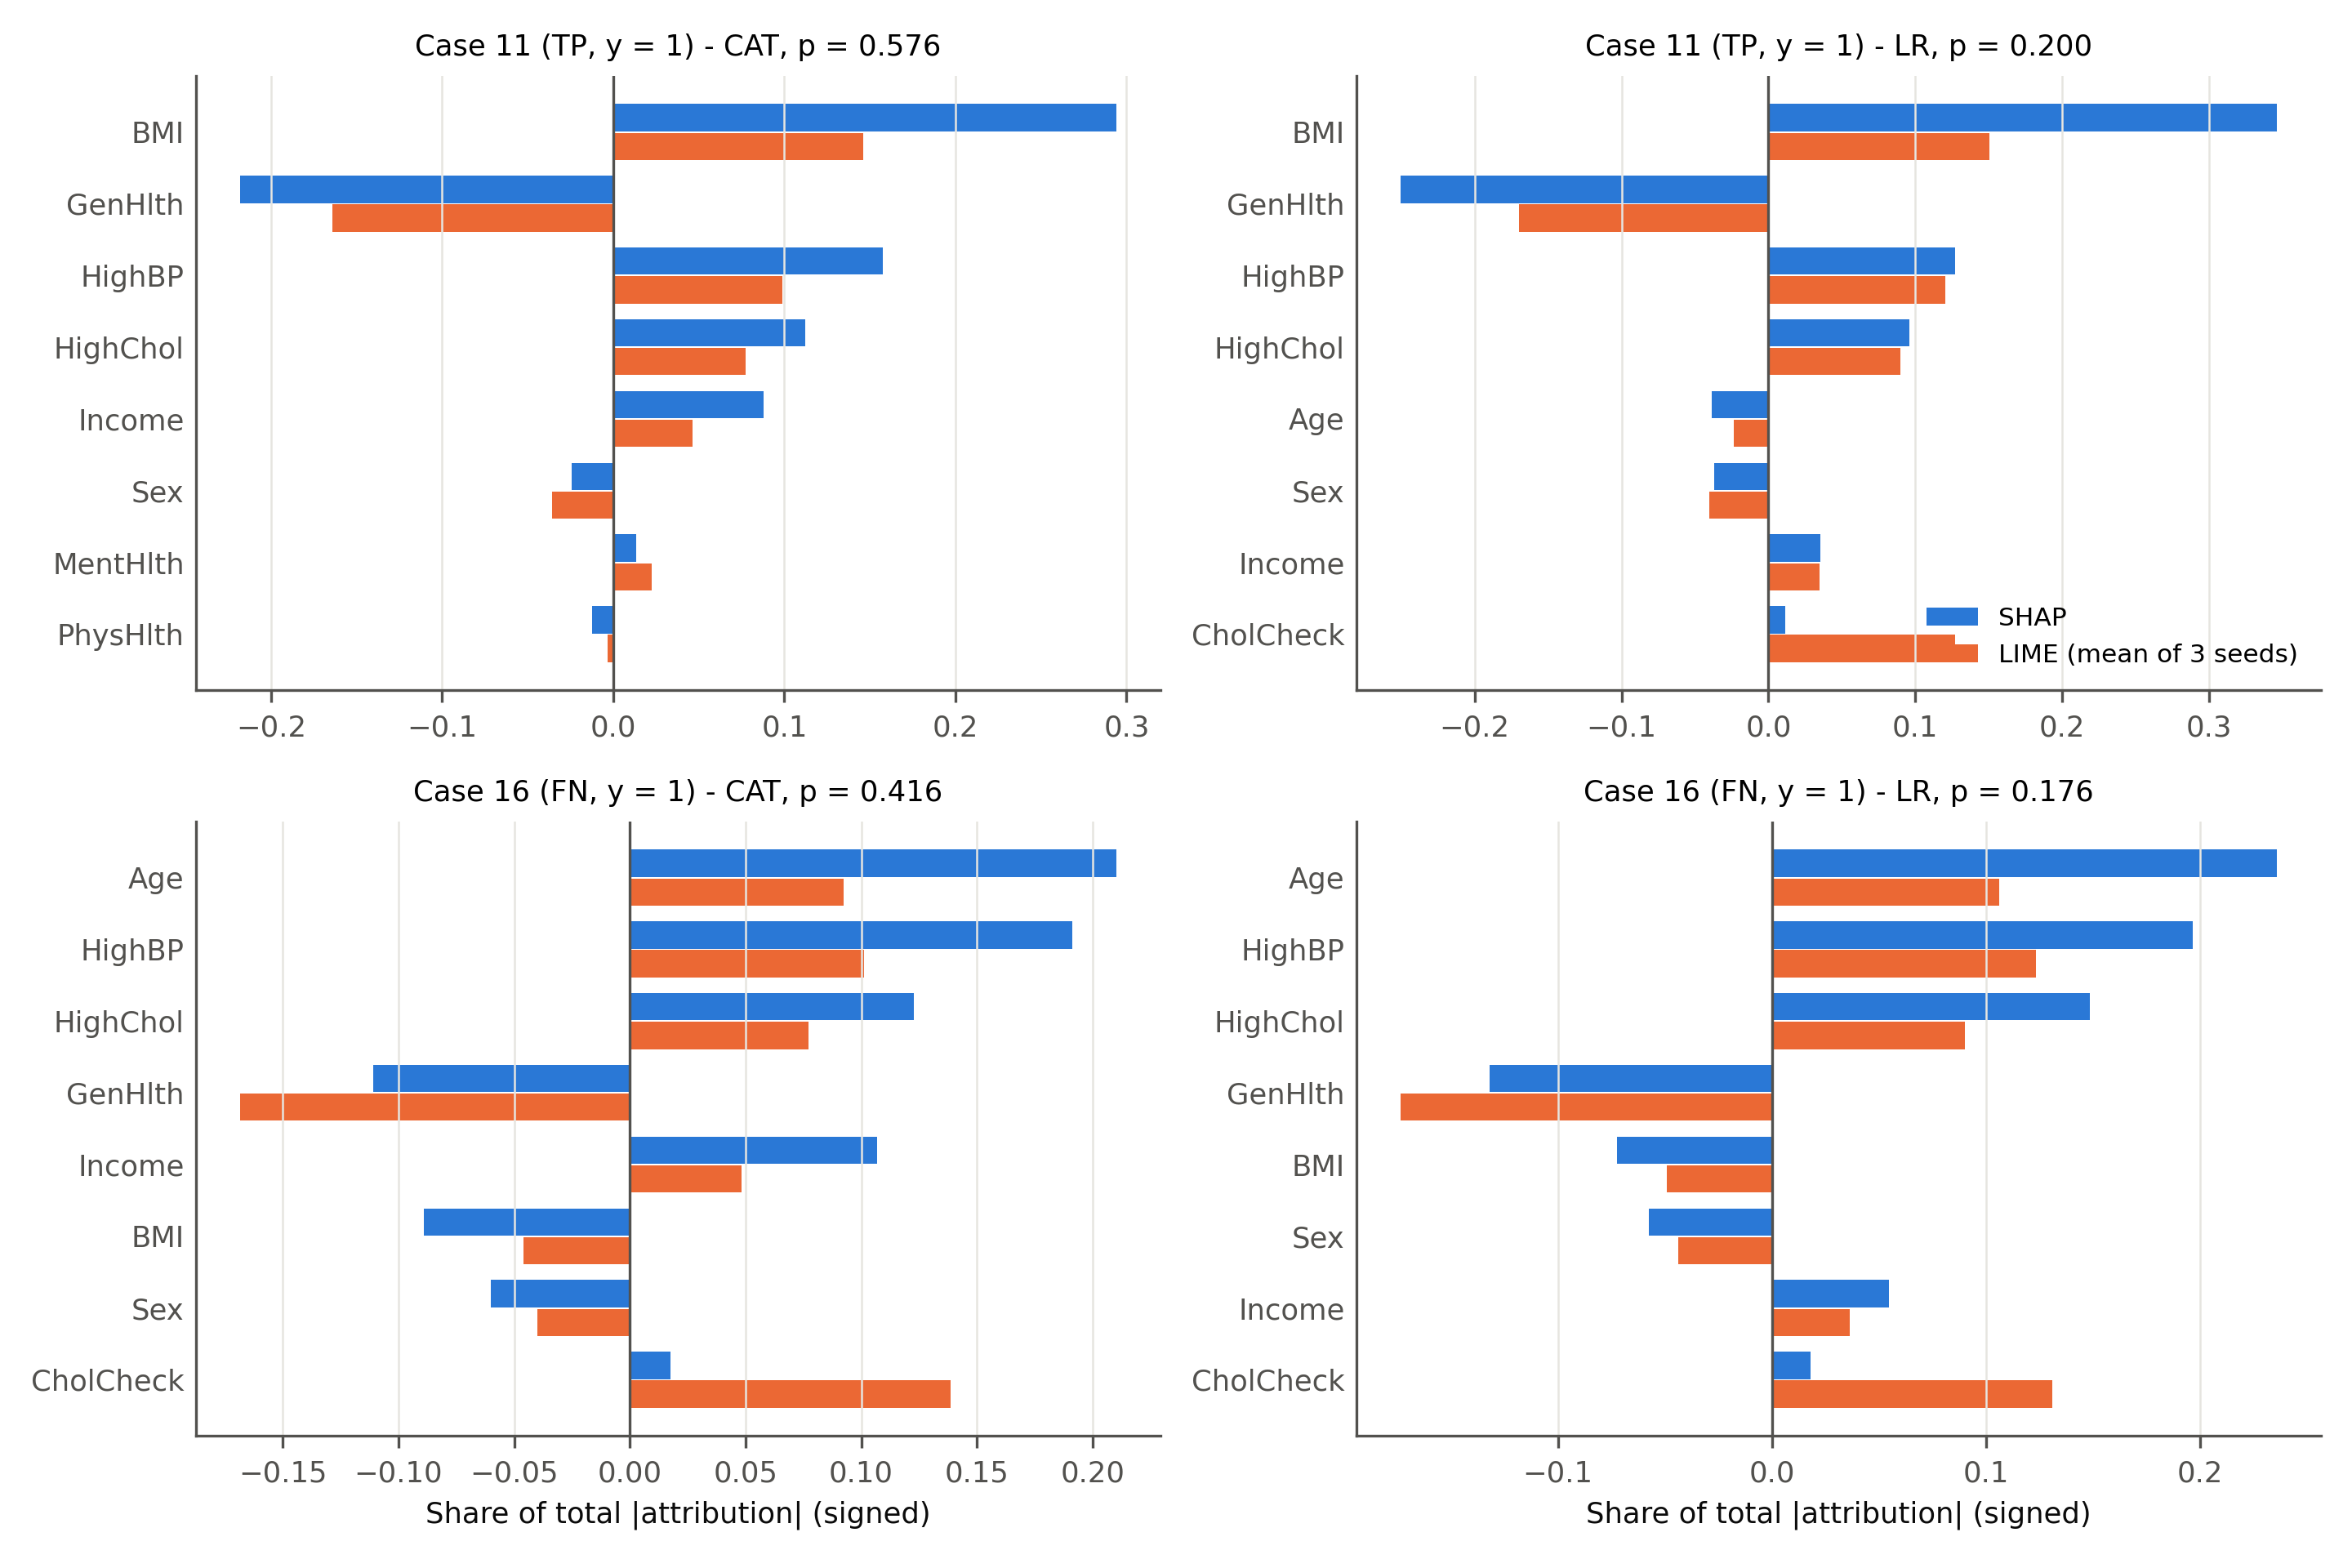 Case 11 (TP, y = 1) - CAT, p = 0.576
BMI
GenHlth
HighBP
HighChol
Income
Sex
MentHlth
PhysHlth
−0.2 −0.1 0.0 0.1 0.2 0.3
Case 11 (TP, y = 1) - LR, p = 0.200
BMI
GenHlth
HighBP
HighChol
Age
Sex
Income
CholCheck
SHAP
LIME (mean of 3 seeds)
−0.2 −0.1 0.0 0.1 0.2 0.3
Case 16 (FN, y = 1) - CAT, p = 0.416
Age
HighBP
HighChol
GenHlth
Income
BMI
Sex
CholCheck
−0.15 −0.10 −0.05 0.00 0.05 0.10 0.15 0.20
Share of total |attribution| (signed)
Case 16 (FN, y = 1) - LR, p = 0.176
Age
HighBP
HighChol
GenHlth
BMI
Sex
Income
CholCheck
−0.1 0.0 0.1 0.2
Share of total |attribution| (signed)